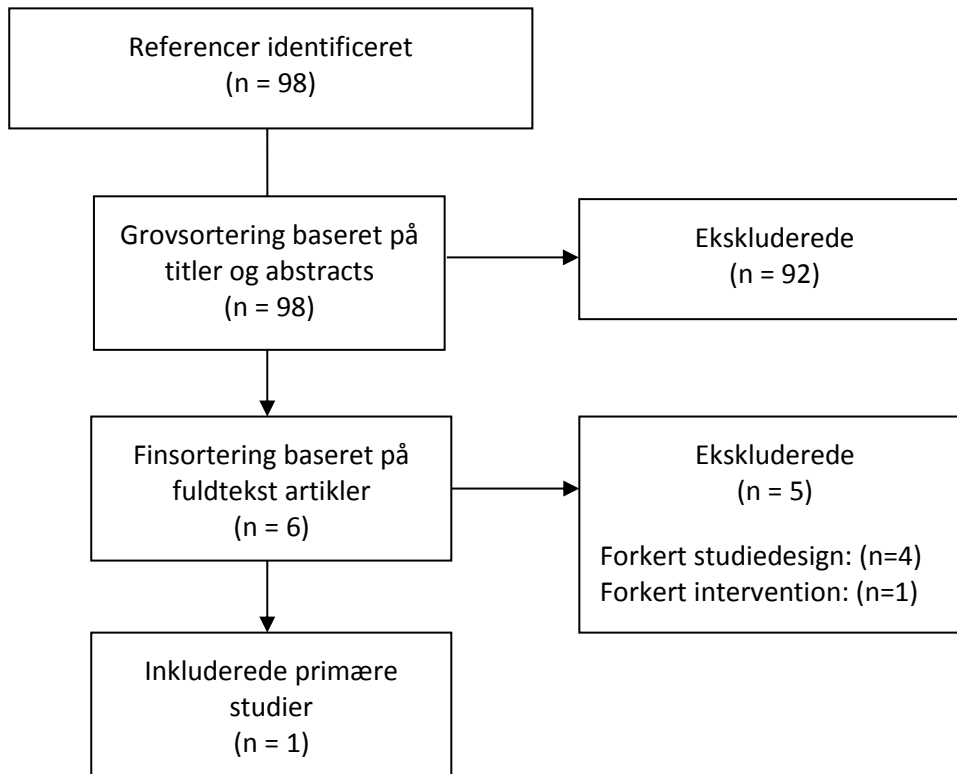 Referencer identificeret
(n = 98)
Grovsortering baseret på
titler og abstracts
(n = 98)
Ekskluderede
(n = 92)
Finsortering baseret på
fuldtekst artikler
(n = 6)
Ekskluderede
(n = 5)
Forkert studiedesign: (n=4)
Forkert intervention: (n=1)
Inkluderede primære
studier
(n = 1)